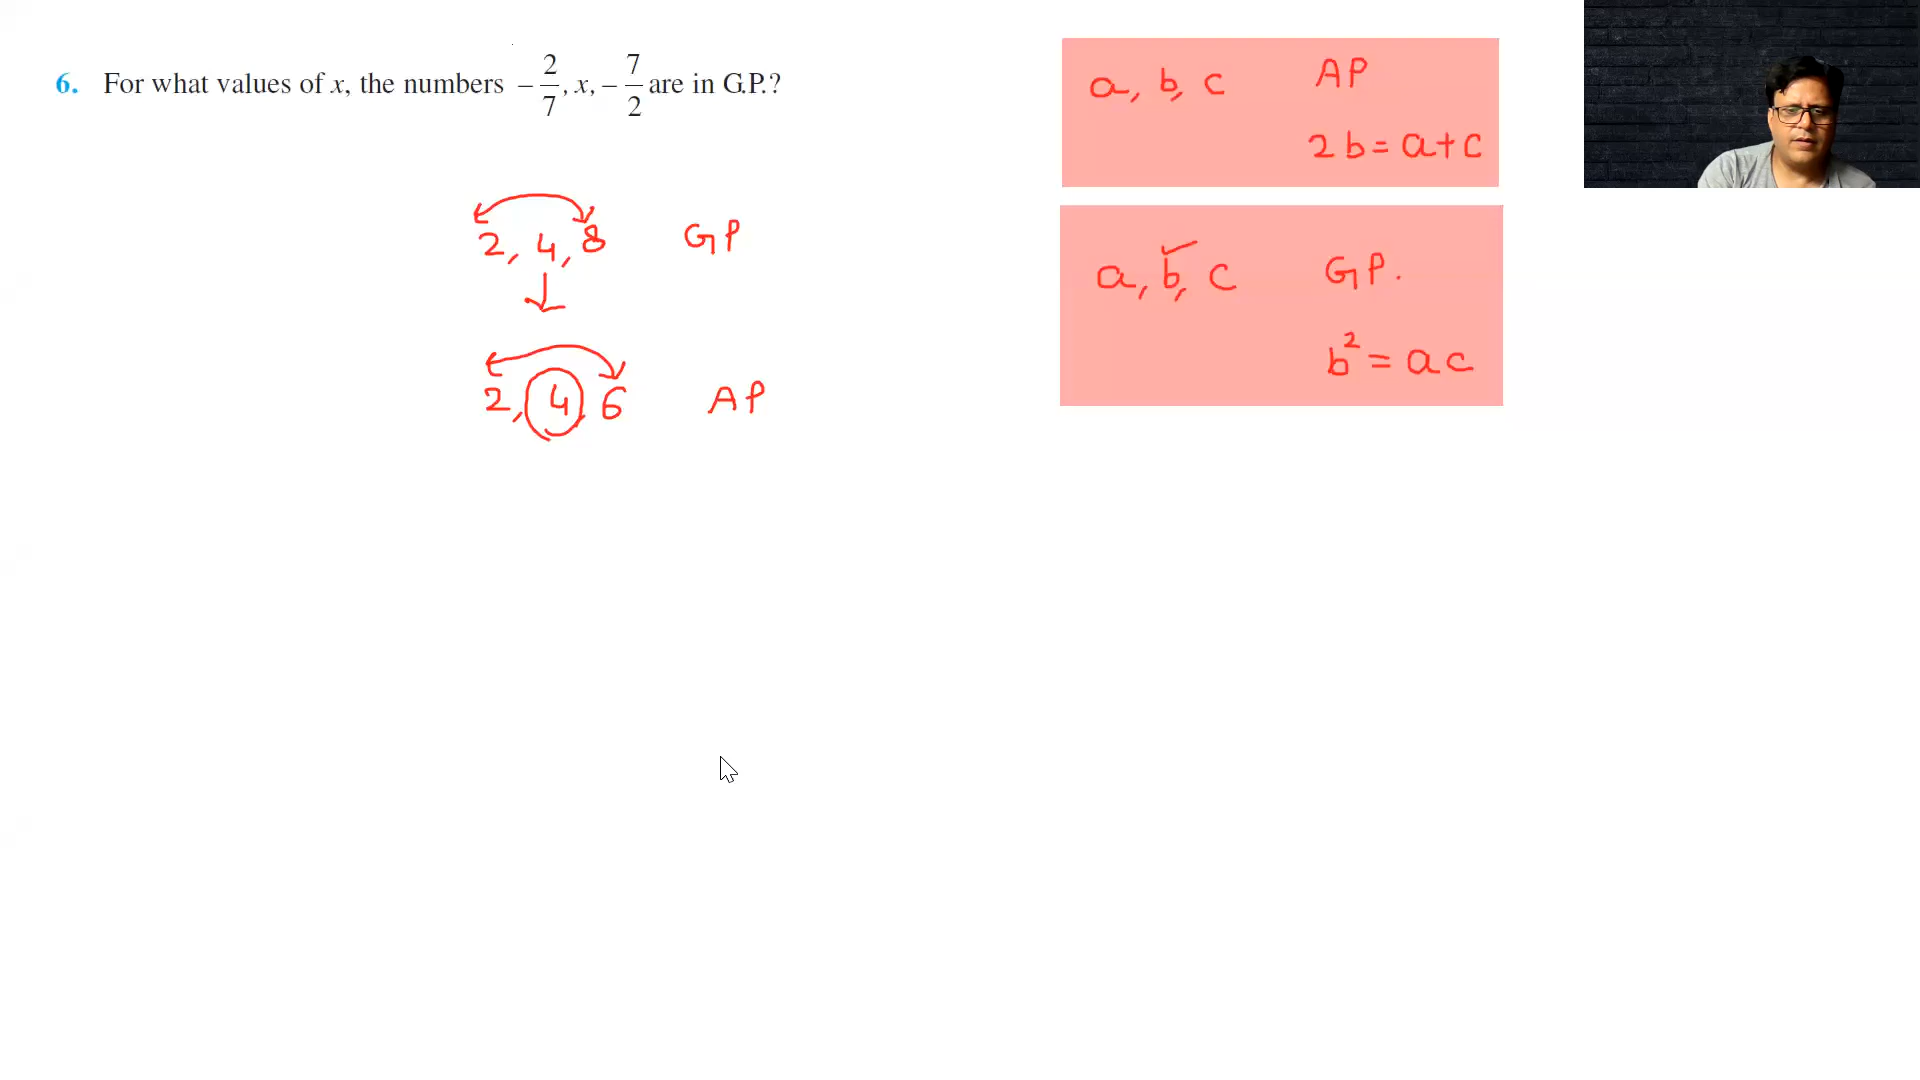 6. For what values of x, the numbers −2/7, x, −7/2 are in G.P.?
a, b, c AP
2b = a+c
2, 4, 8 GP
a, b, c GP.
b² = ac
2, 4, 6 AP